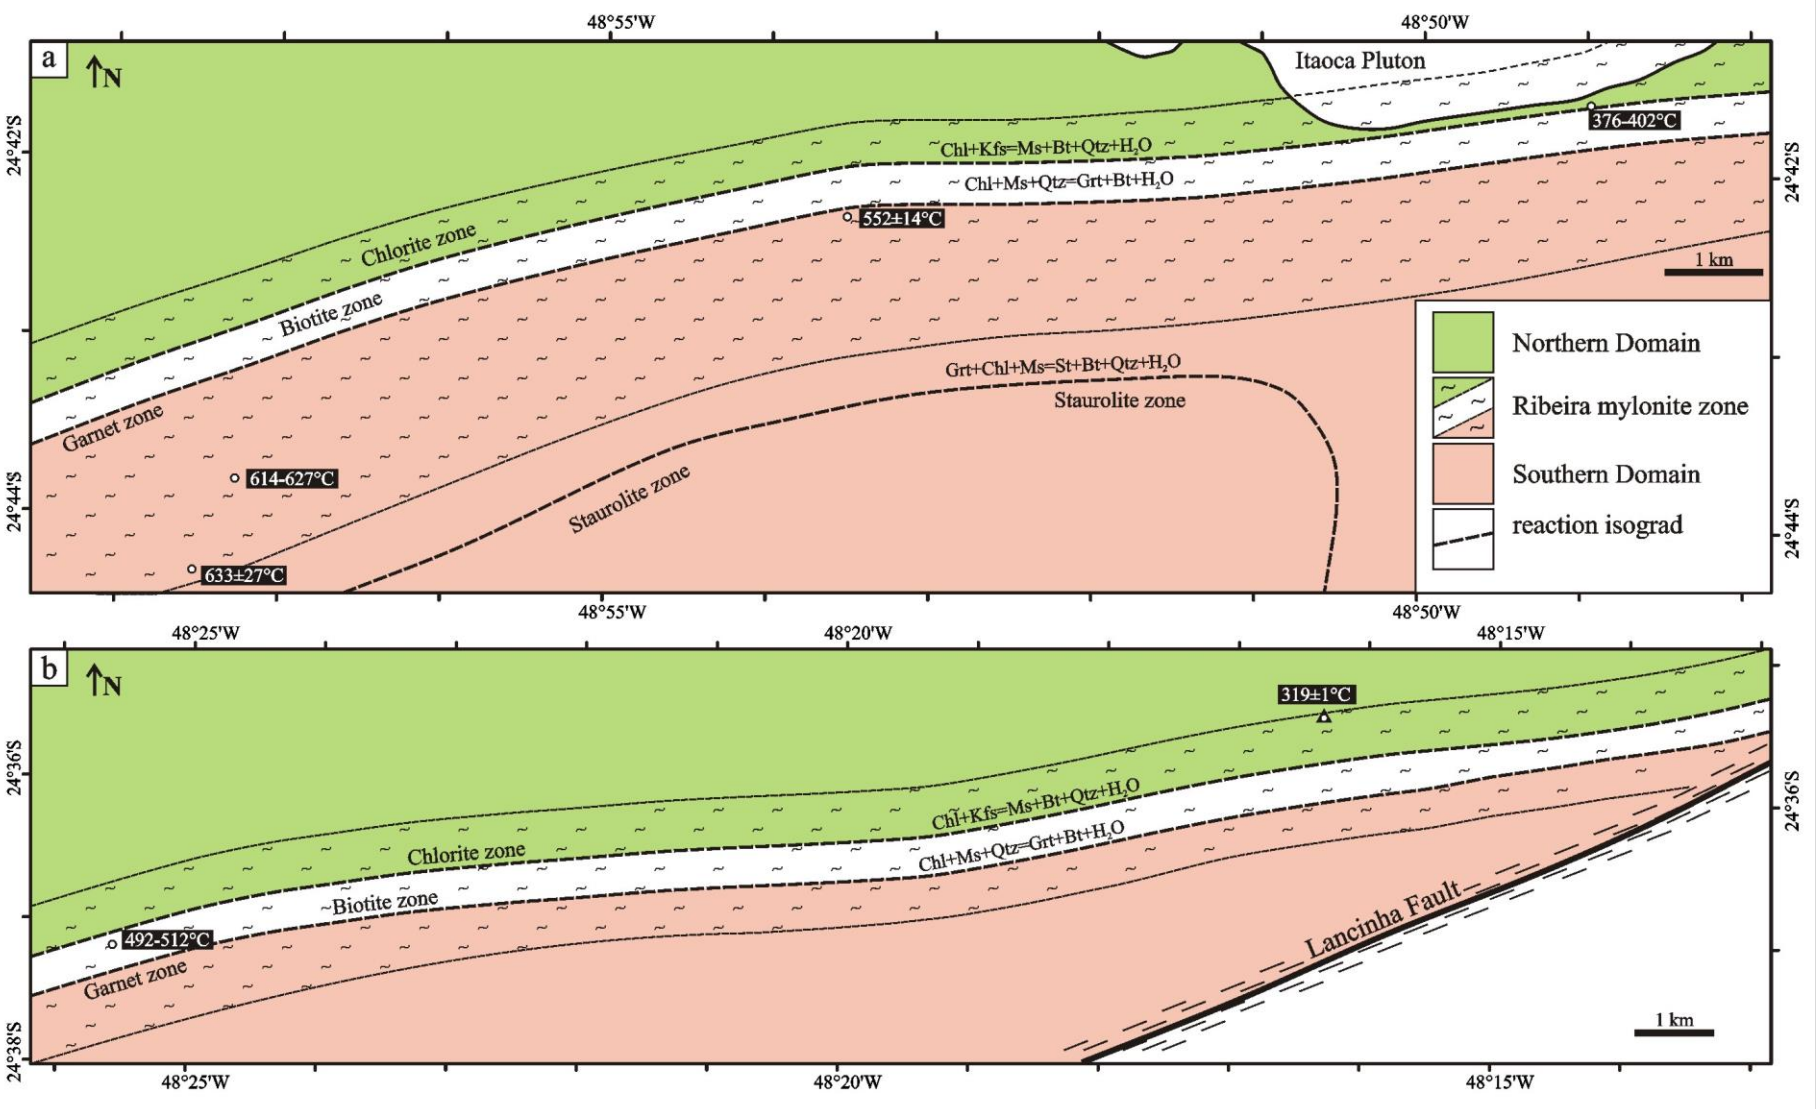 48°55'W
48°50'W
a
N
Itaoca Pluton
24°42'S
376-402°C
Chl+Kfs=Ms+Bt+Qtz+H₂O
24°42'S
Chl+Ms+Qtz=Grt+Bt+H₂O
552±14°C
Chlorite zone
1 km
Biotite zone
Northern Domain
Grt+Chl+Ms=St+Bt+Qtz+H₂O
Staurolite zone
Ribeira mylonite zone
Garnet zone
614-627°C
Southern Domain
Staurolite zone
24°44'S
reaction isograd
24°44'S
633±27°C
48°55'W
48°50'W
48°25'W
48°20'W
48°15'W
b
N
319±1°C
24°36'S
Chl+Kfs=Ms+Bt+Qtz+H₂O
24°36'S
Chlorite zone
Chl+Ms+Qtz=Grt+Bt+H₂O
Biotite zone
Lancinha Fault
492-512°C
Garnet zone
1 km
24°38'S
48°25'W
48°20'W
48°15'W